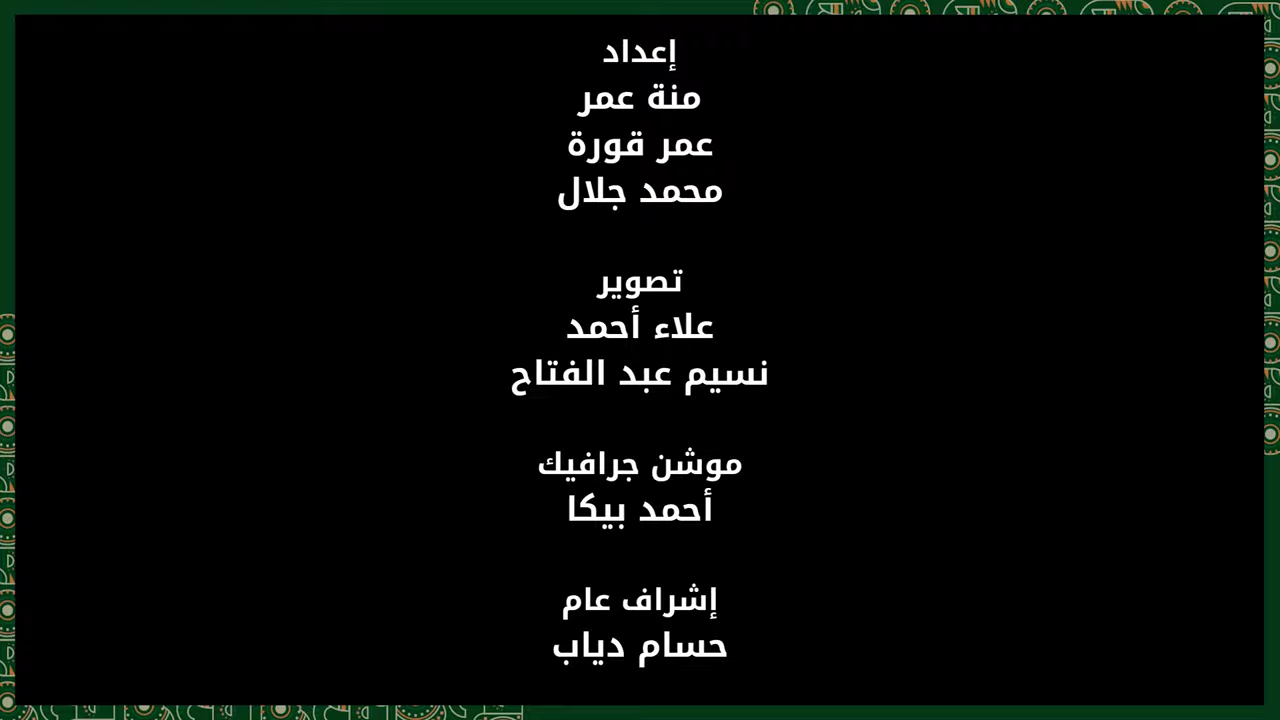 إعداد
منة عمر
عمر قورة
محمد جلال
تصوير
علاء أحمد
نسيم عبد الفتاح
موشن جرافيك
أحمد بيكا
إشراف عام
حسام دياب